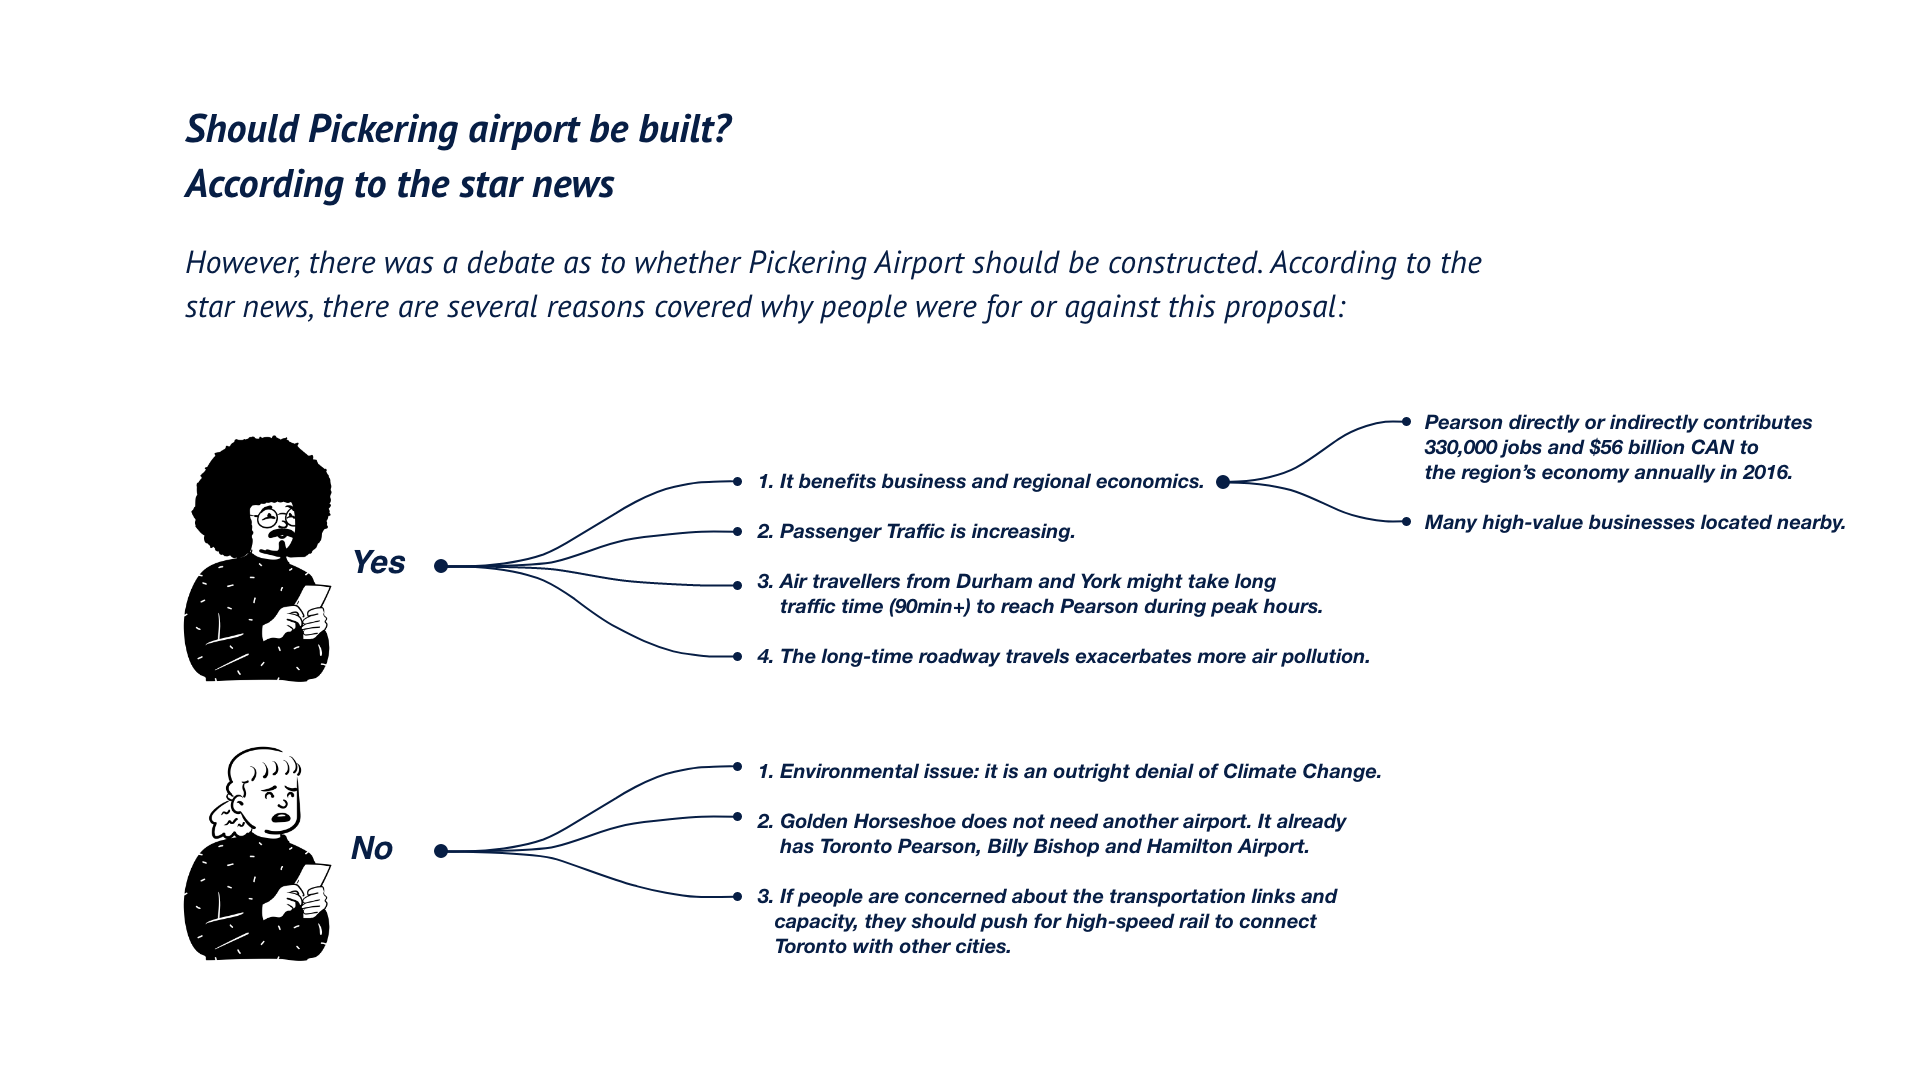 Should Pickering airport be built?
According to the star news
However, there was a debate as to whether Pickering Airport should be constructed. According to the
star news, there are several reasons covered why people were for or against this proposal:
Yes
1. It benefits business and regional economics.
Pearson directly or indirectly contributes
330,000 jobs and $56 billion CAN to
the region’s economy annually in 2016.
Many high-value businesses located nearby.
2. Passenger Traffic is increasing.
3. Air travellers from Durham and York might take long
traffic time (90min+) to reach Pearson during peak hours.
4. The long-time roadway travels exacerbates more air pollution.
No
1. Environmental issue: it is an outright denial of Climate Change.
2. Golden Horseshoe does not need another airport. It already
has Toronto Pearson, Billy Bishop and Hamilton Airport.
3. If people are concerned about the transportation links and
capacity, they should push for high-speed rail to connect
Toronto with other cities.